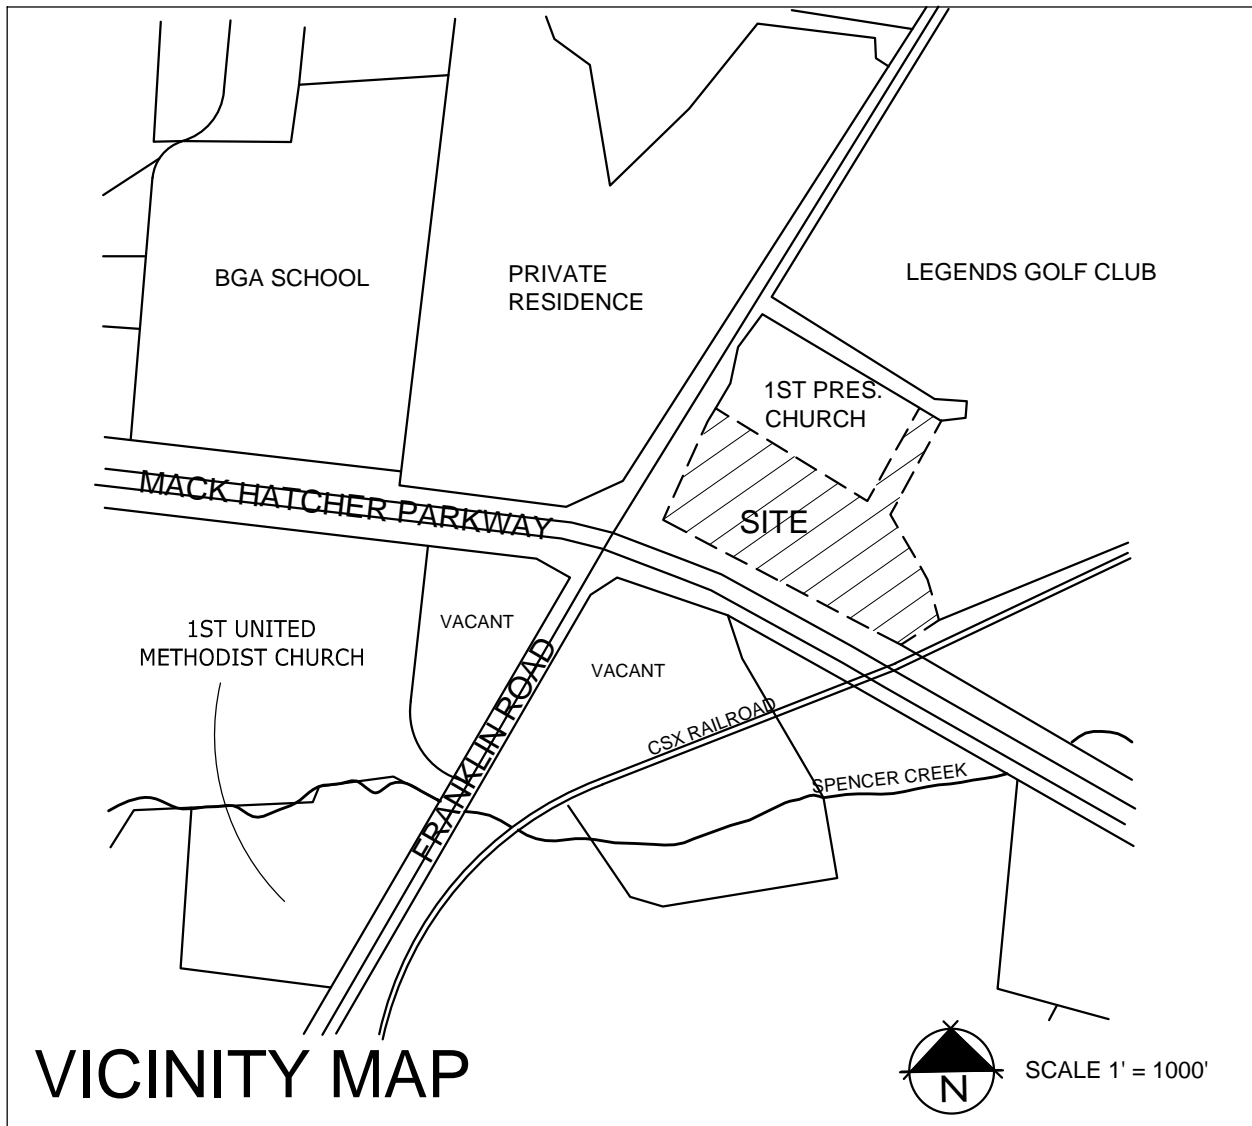 BGA SCHOOL
PRIVATE
RESIDENCE
LEGENDS GOLF CLUB
1ST PRES.
CHURCH
MACK HATCHER PARKWAY
SITE
1ST UNITED
METHODIST CHURCH
VACANT
VACANT
FRANKLIN ROAD
CSX RAILROAD
SPENCER CREEK
VICINITY MAP
N
SCALE 1' = 1000'